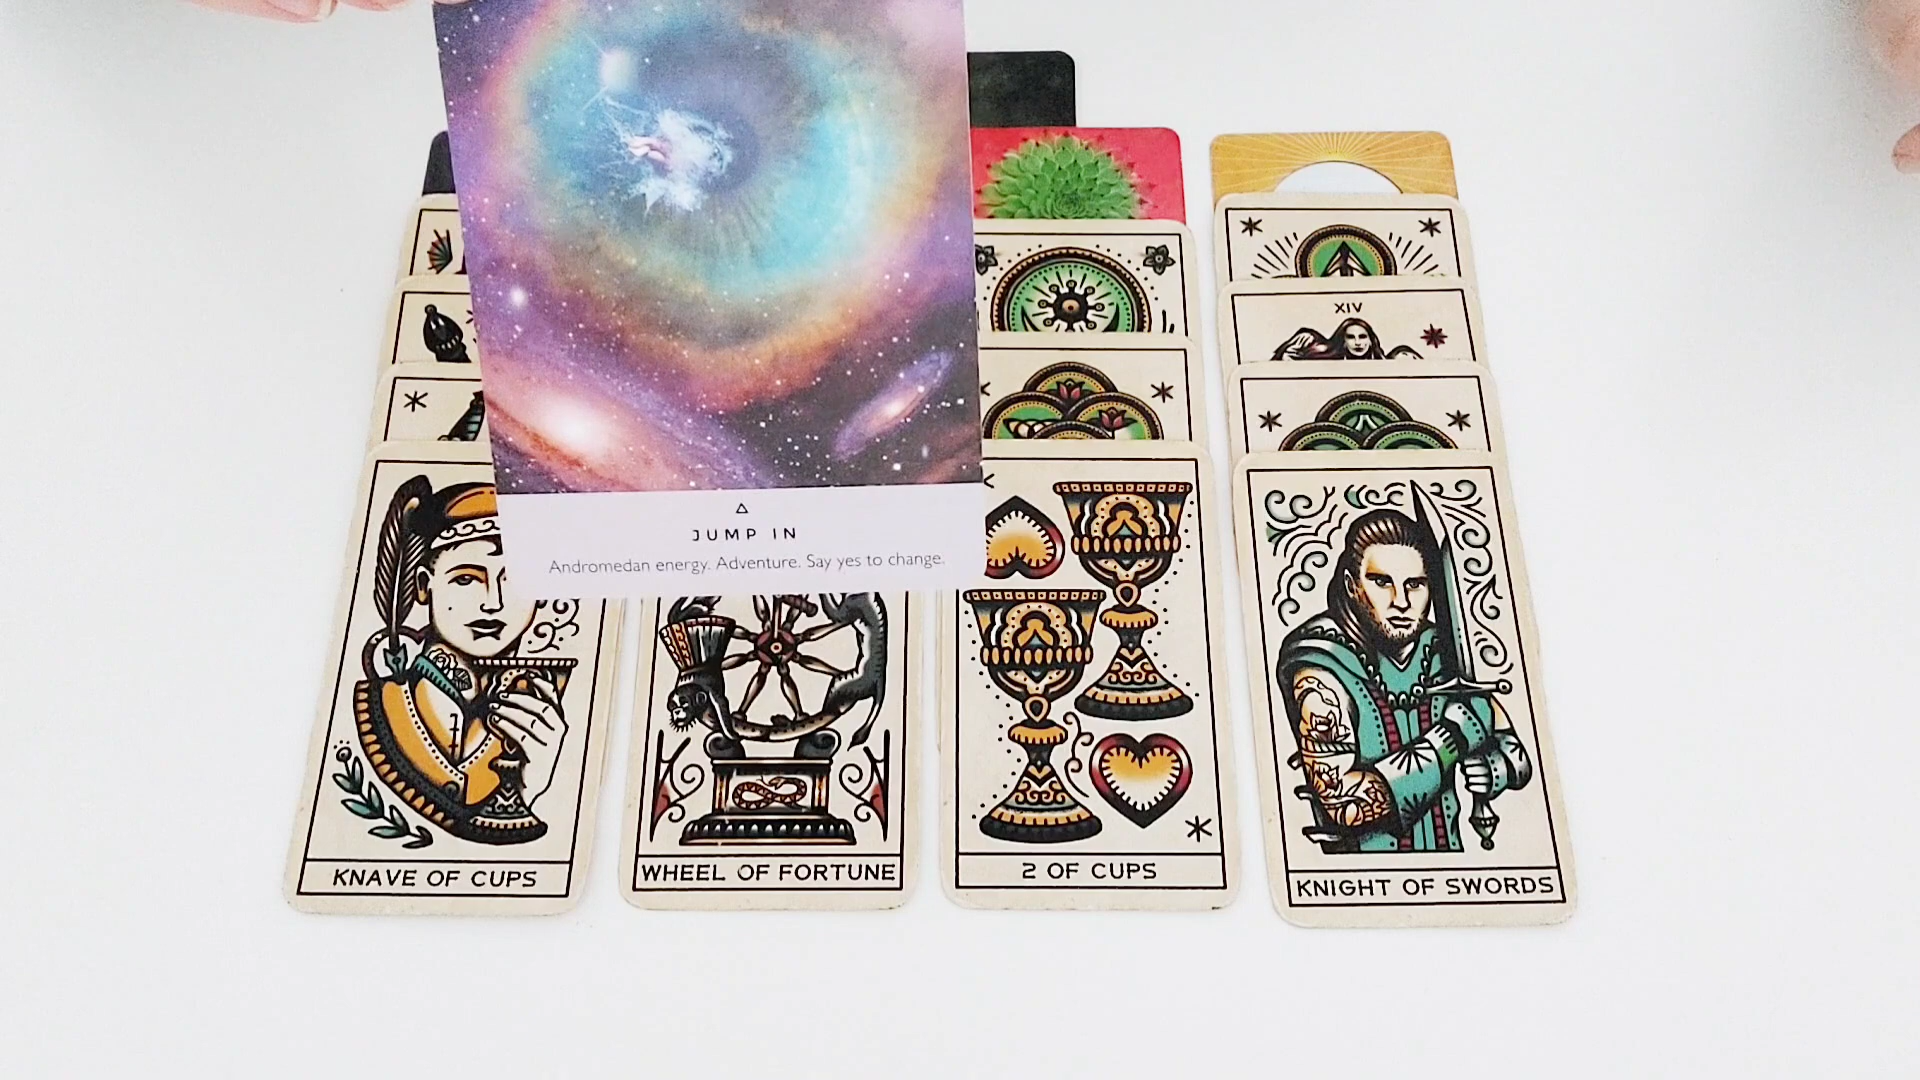 JUMP IN
Andromedan energy. Adventure. Say yes to change.
XIV
KNAVE OF CUPS
WHEEL OF FORTUNE
2 OF CUPS
KNIGHT OF SWORDS